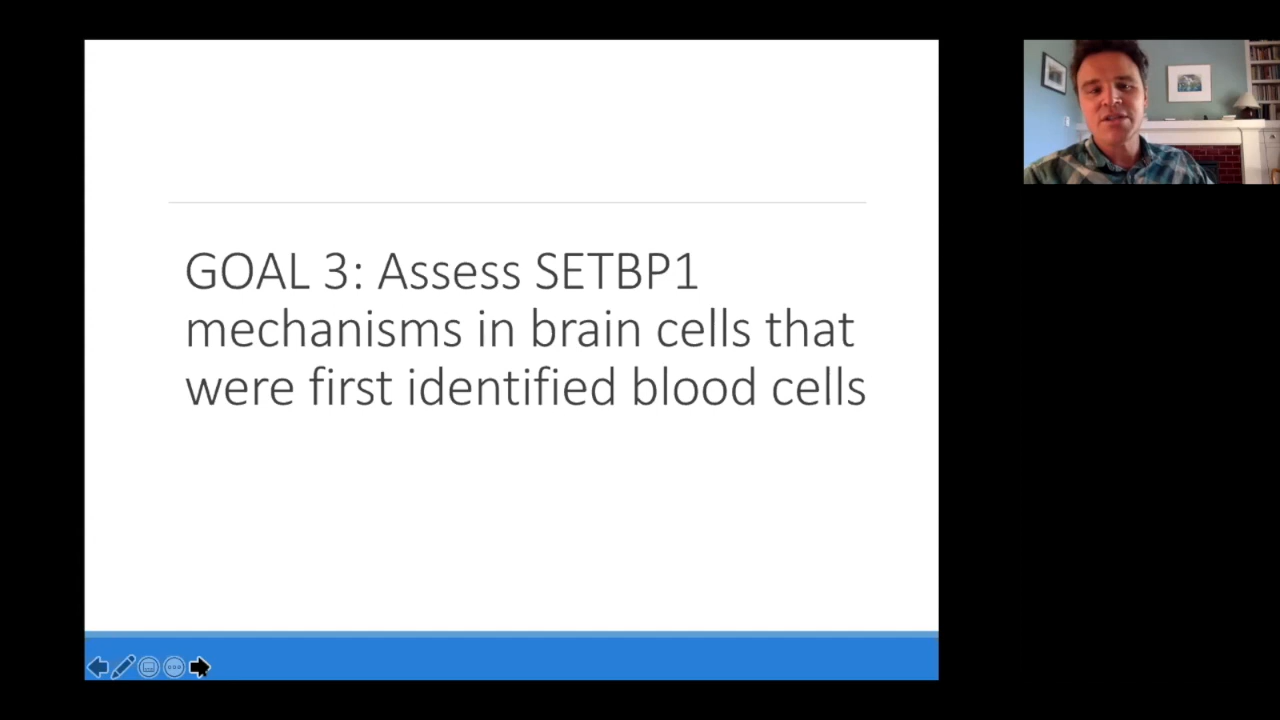 GOAL 3: Assess SETBP1
mechanisms in brain cells that
were first identified blood cells